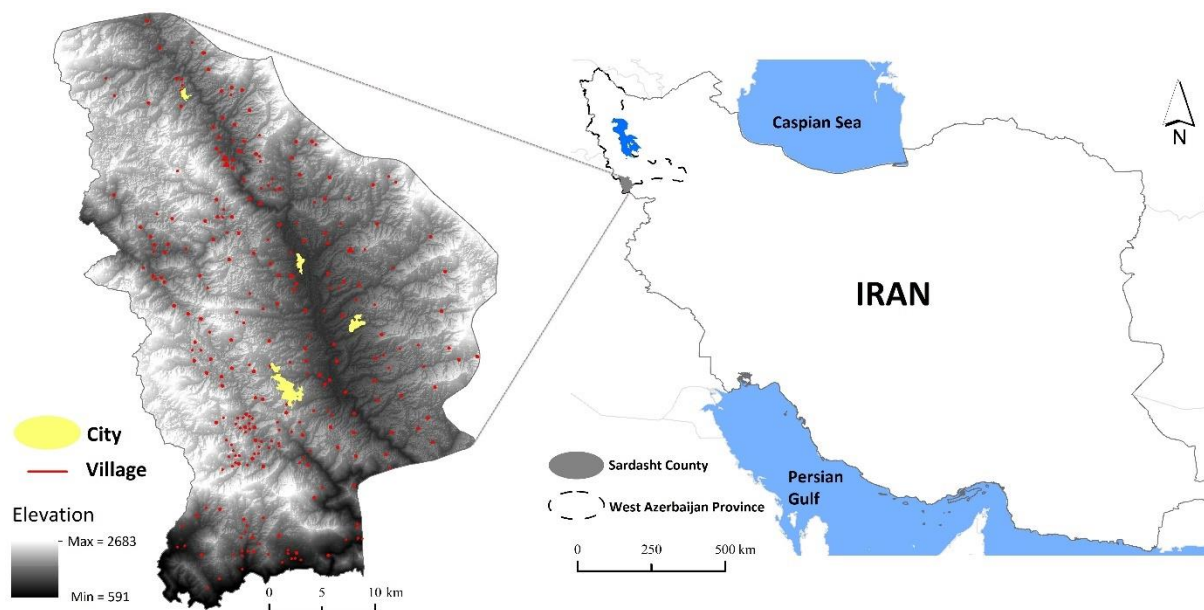 City
Village
Elevation
Max = 2683
Min = 591
0 5 10 km
Caspian Sea
N
IRAN
Persian
Gulf
Sardasht County
West Azerbaijan Province
0 250 500 km